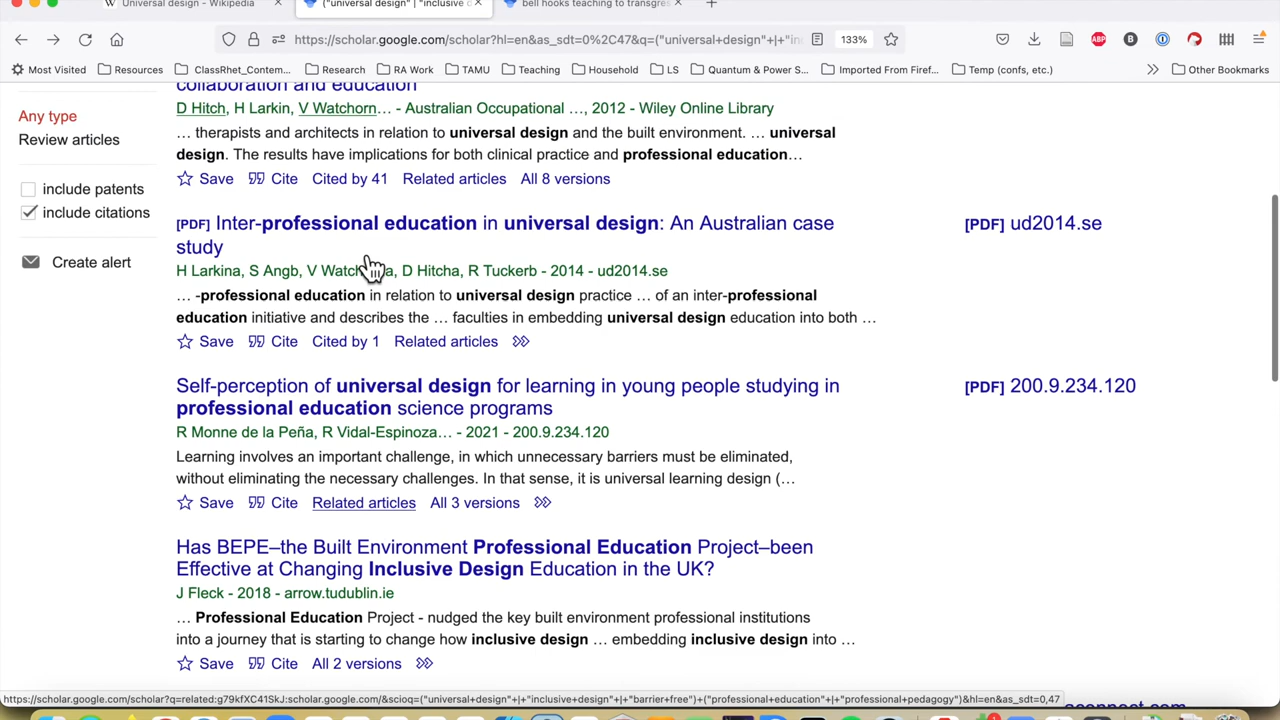 Universal design - Wikipedia
("universal design" | "inclusive d
bell hooks teaching to transgres
https://scholar.google.com/scholar?hl=en&as_sdt=0%2C47&q=("universal+design"+|+"in
133%
Most Visited
Resources
ClassRhet_Contem...
Research
RA Work
TAMU
Teaching
Household
LS
Quantum & Power S...
Imported From Firef...
Temp (confs, etc.)
Other Bookmarks
Any type
Review articles
include patents
include citations
Create alert
collaboration and education
D Hitch, H Larkin, V Watchorn… - Australian Occupational …, 2012 - Wiley Online Library
… therapists and architects in relation to universal design and the built environment. … universal
design. The results have implications for both clinical practice and professional education…
Save Cite Cited by 41 Related articles All 8 versions
[PDF] Inter-professional education in universal design: An Australian case
study
[PDF] ud2014.se
H Larkina, S Angb, V Watch a, D Hitcha, R Tuckerb - 2014 - ud2014.se
… -professional education in relation to universal design practice … of an inter-professional
education initiative and describes the … faculties in embedding universal design education into both …
Save Cite Cited by 1 Related articles
Self-perception of universal design for learning in young people studying in
professional education science programs
[PDF] 200.9.234.120
R Monne de la Peña, R Vidal-Espinoza… - 2021 - 200.9.234.120
Learning involves an important challenge, in which unnecessary barriers must be eliminated,
without eliminating the necessary challenges. In that sense, it is universal learning design (…
Save Cite Related articles All 3 versions
Has BEPE–the Built Environment Professional Education Project–been
Effective at Changing Inclusive Design Education in the UK?
J Fleck - 2018 - arrow.tudublin.ie
… Professional Education Project - nudged the key built environment professional institutions
into a journey that is starting to change how inclusive design … embedding inclusive design into …
Save Cite All 2 versions
https://scholar.google.com/scholar?q=related:g79kfXC41SkJ:scholar.google.com/&scioq=("universal+design"+|+"inclusive+design"+|+"barrier+free")+("professional+education"+|+"professional+pedagogy")&hl=en&as_sdt=0,47